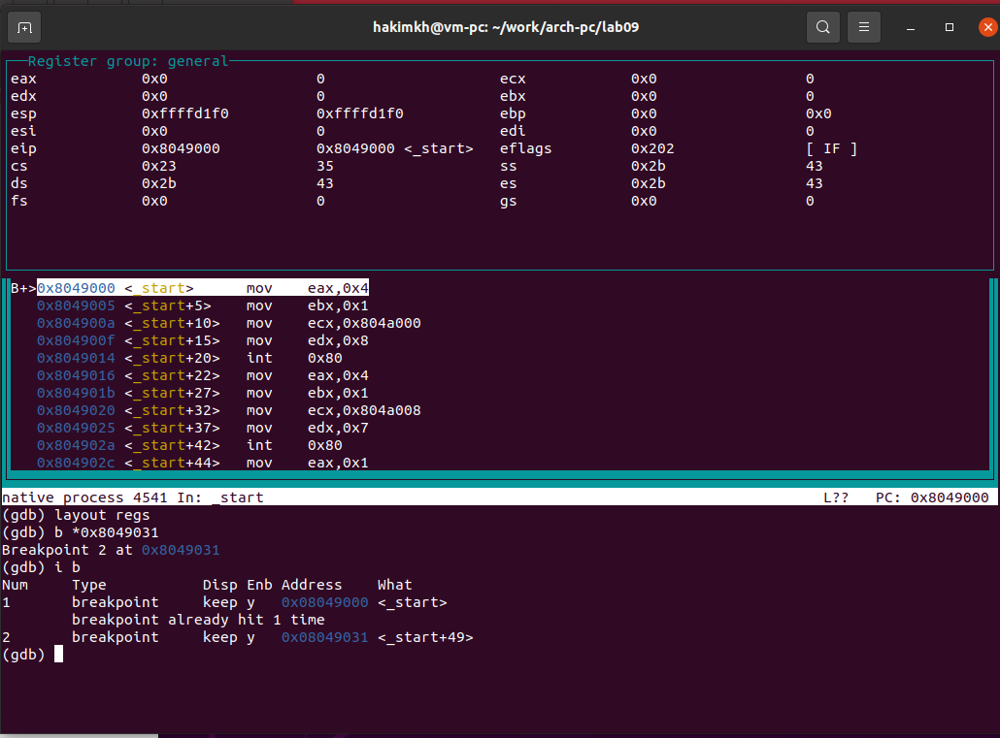 hakimkh@vm-pc: ~/work/arch-pc/lab09
Register group: general
eax 0x0 0 ecx 0x0 0
edx 0x0 0 ebx 0x0 0
esp 0xffffd1f0 0xffffd1f0 ebp 0x0 0x0
esi 0x0 0 edi 0x0 0
eip 0x8049000 0x8049000 <_start> eflags 0x202 [ IF ]
cs 0x23 35 ss 0x2b 43
ds 0x2b 43 es 0x2b 43
fs 0x0 0 gs 0x0 0
B+>0x8049000 <_start> mov eax,0x4
0x8049005 <_start+5> mov ebx,0x1
0x804900a <_start+10> mov ecx,0x804a000
0x804900f <_start+15> mov edx,0x8
0x8049014 <_start+20> int 0x80
0x8049016 <_start+22> mov eax,0x4
0x804901b <_start+27> mov ebx,0x1
0x8049020 <_start+32> mov ecx,0x804a008
0x8049025 <_start+37> mov edx,0x7
0x804902a <_start+42> int 0x80
0x804902c <_start+44> mov eax,0x1
native process 4541 In: _start L?? PC: 0x8049000
(gdb) layout regs
(gdb) b *0x8049031
Breakpoint 2 at 0x8049031
(gdb) i b
Num Type Disp Enb Address What
1 breakpoint keep y 0x08049000 <_start>
breakpoint already hit 1 time
2 breakpoint keep y 0x08049031 <_start+49>
(gdb)